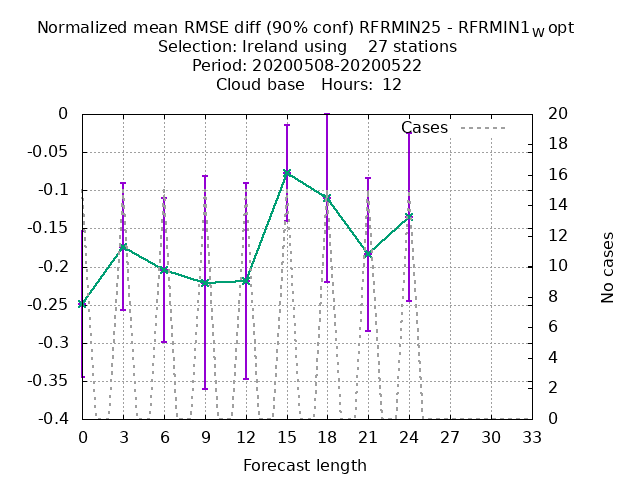 Normalized mean RMSE diff (90% conf) RFRMIN25 - RFRMIN1w opt
Selection: Ireland using 27 stations
Period: 20200508-20200522
Cloud base Hours: 12
Cases
0
-0.05
-0.1
-0.15
-0.2
-0.25
-0.3
-0.35
-0.4
20
18
16
14
12
10
8
6
4
2
0
No cases
0 3 6 9 12 15 18 21 24 27 30 33
Forecast length